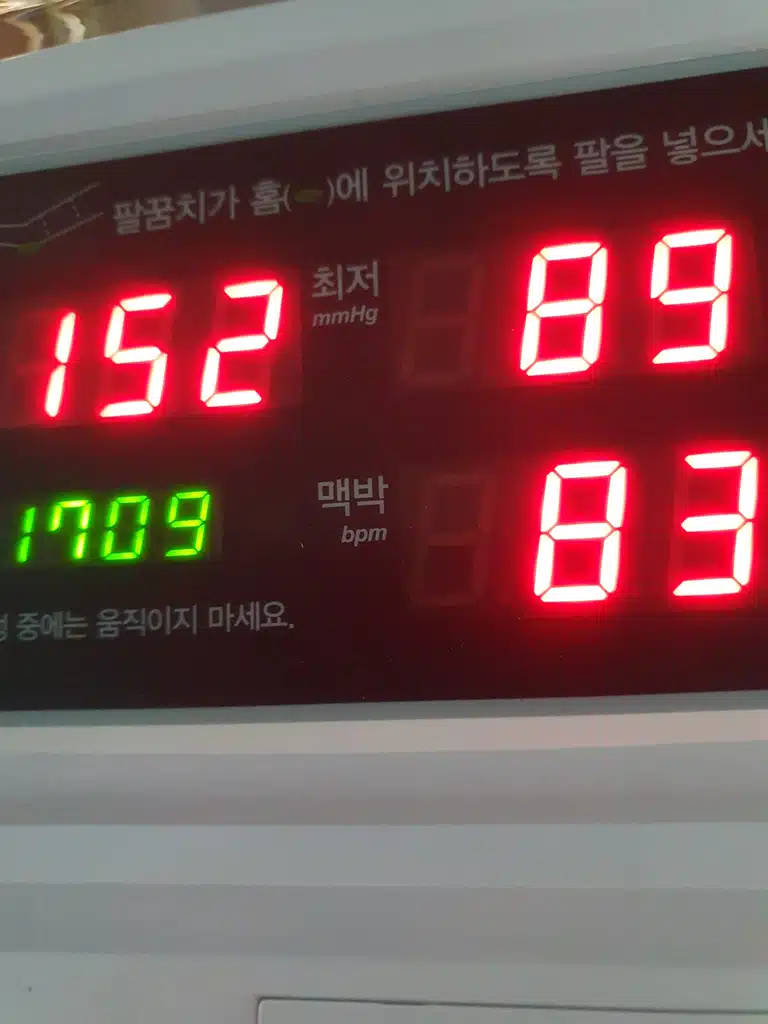 팔꿈치가 홈( )에 위치하도록 팔을 넣으세
152 최저 mmHg 89
1709 맥박 bpm 83
중에는 움직이지 마세요.